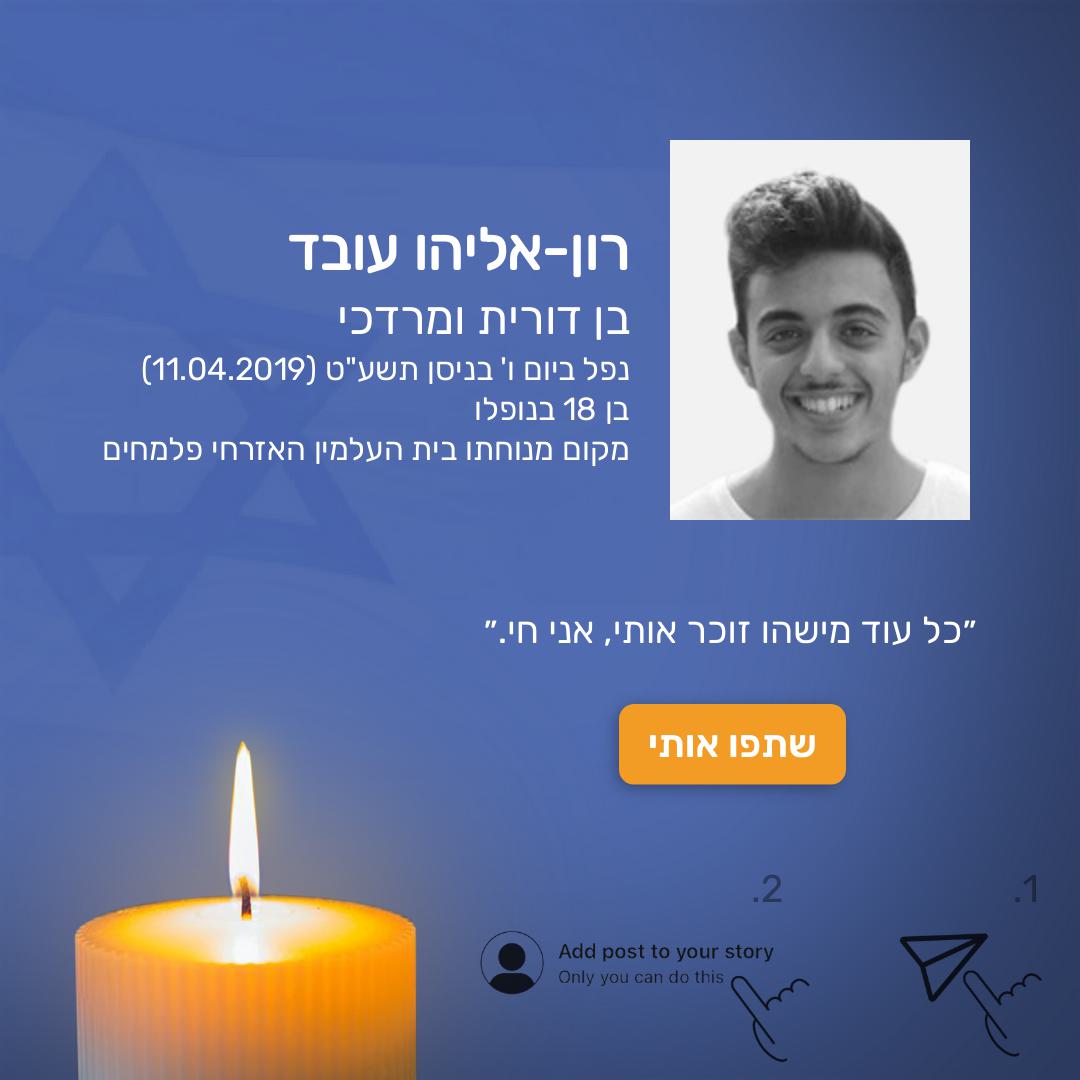 רון-אליהו עובד
בן דורית ומרדכי
נפל ביום ו' בניסן תשע"ט (11.04.2019)
בן 18 בנופלו
מקום מנוחתו בית העלמין האזרחי פלמחים
״כל עוד מישהו זוכר אותי, אני חי.״
שתפו אותי
1.
2.
Add post to your story
Only you can do this